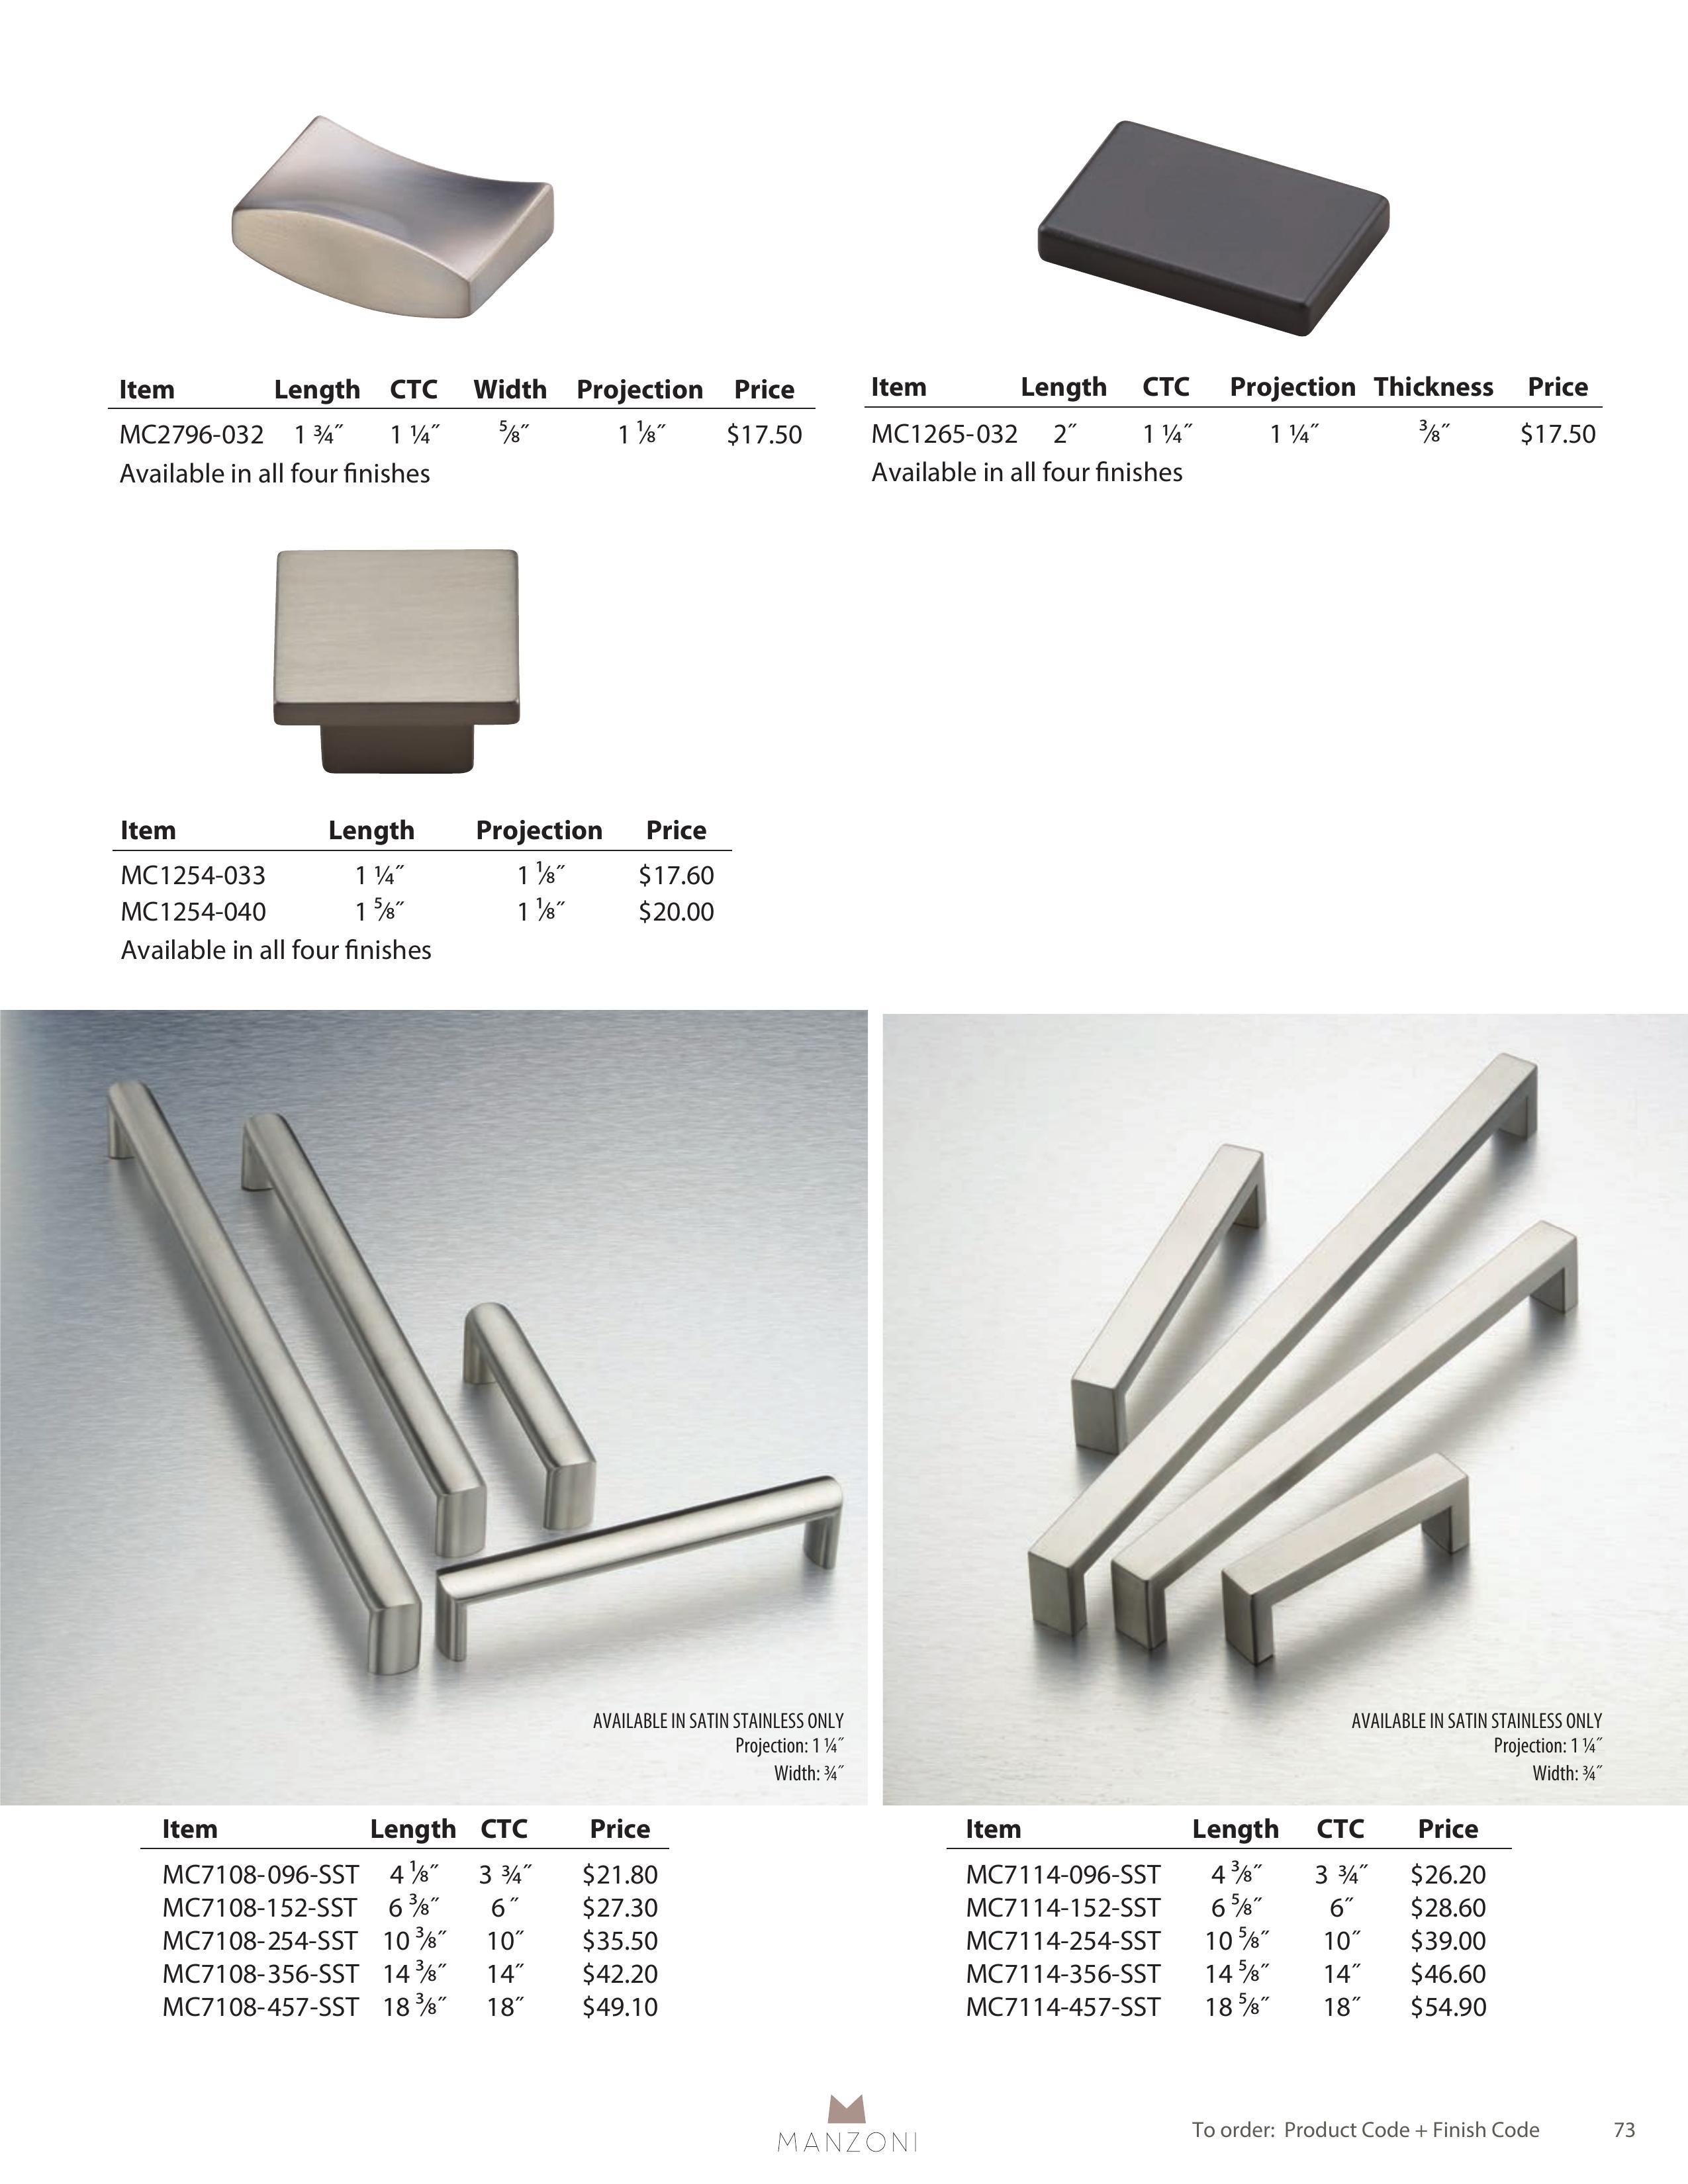 Item Length CTC Width Projection Price
MC2796-032 1 ¾″ 1 ¼″ ⅝″ 1 ⅛″ $17.50
Available in all four finishes
Item Length CTC Projection Thickness Price
MC1265-032 2″ 1 ¼″ 1 ¼″ ⅜″ $17.50
Available in all four finishes
Item Length Projection Price
MC1254-033 1 ¼″ 1 ⅛″ $17.60
MC1254-040 1 ⅝″ 1 ⅛″ $20.00
Available in all four finishes
AVAILABLE IN SATIN STAINLESS ONLY
Projection: 1 ¼″
Width: ¾″
Item Length CTC Price
MC7108-096-SST 4 ⅛″ 3 ¾″ $21.80
MC7108-152-SST 6 ⅜″ 6 ″ $27.30
MC7108-254-SST 10 ⅜″ 10″ $35.50
MC7108-356-SST 14 ⅜″ 14″ $42.20
MC7108-457-SST 18 ⅜″ 18″ $49.10
AVAILABLE IN SATIN STAINLESS ONLY
Projection: 1 ¼″
Width: ¾″
Item Length CTC Price
MC7114-096-SST 4 ⅜″ 3 ¾″ $26.20
MC7114-152-SST 6 ⅝″ 6″ $28.60
MC7114-254-SST 10 ⅝″ 10″ $39.00
MC7114-356-SST 14 ⅝″ 14″ $46.60
MC7114-457-SST 18 ⅝″ 18″ $54.90
MANZONI
To order: Product Code + Finish Code 73